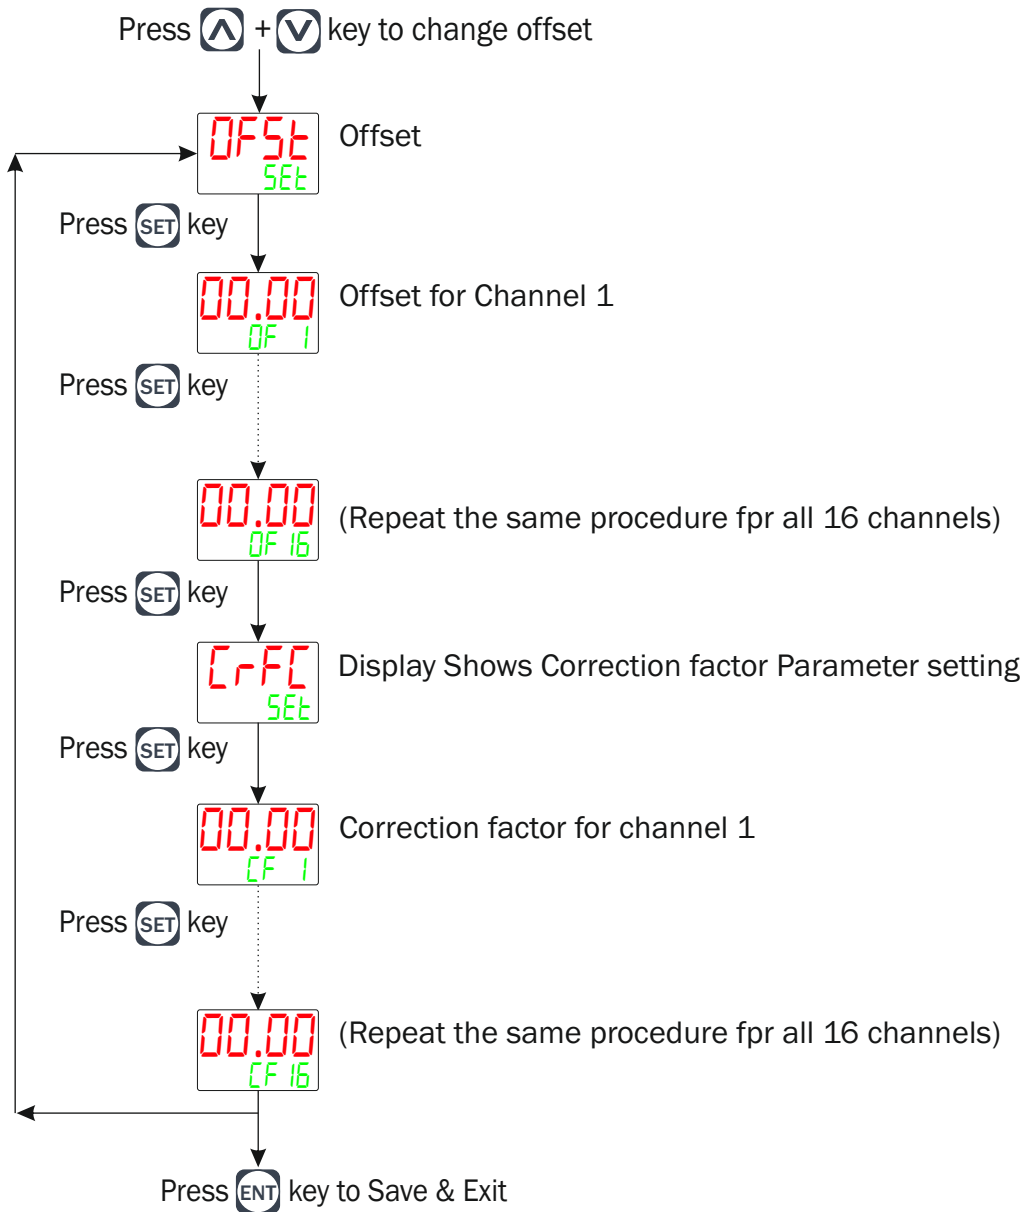 Press + key to change offset
OFSt
SEt
Offset
Press SET key
00.00
OF 1
Offset for Channel 1
Press SET key
00.00
OF 16
(Repeat the same procedure fpr all 16 channels)
Press SET key
CrFC
SEt
Display Shows Correction factor Parameter setting
Press SET key
00.00
CF 1
Correction factor for channel 1
Press SET key
00.00
CF 16
(Repeat the same procedure fpr all 16 channels)
Press ENT key to Save & Exit